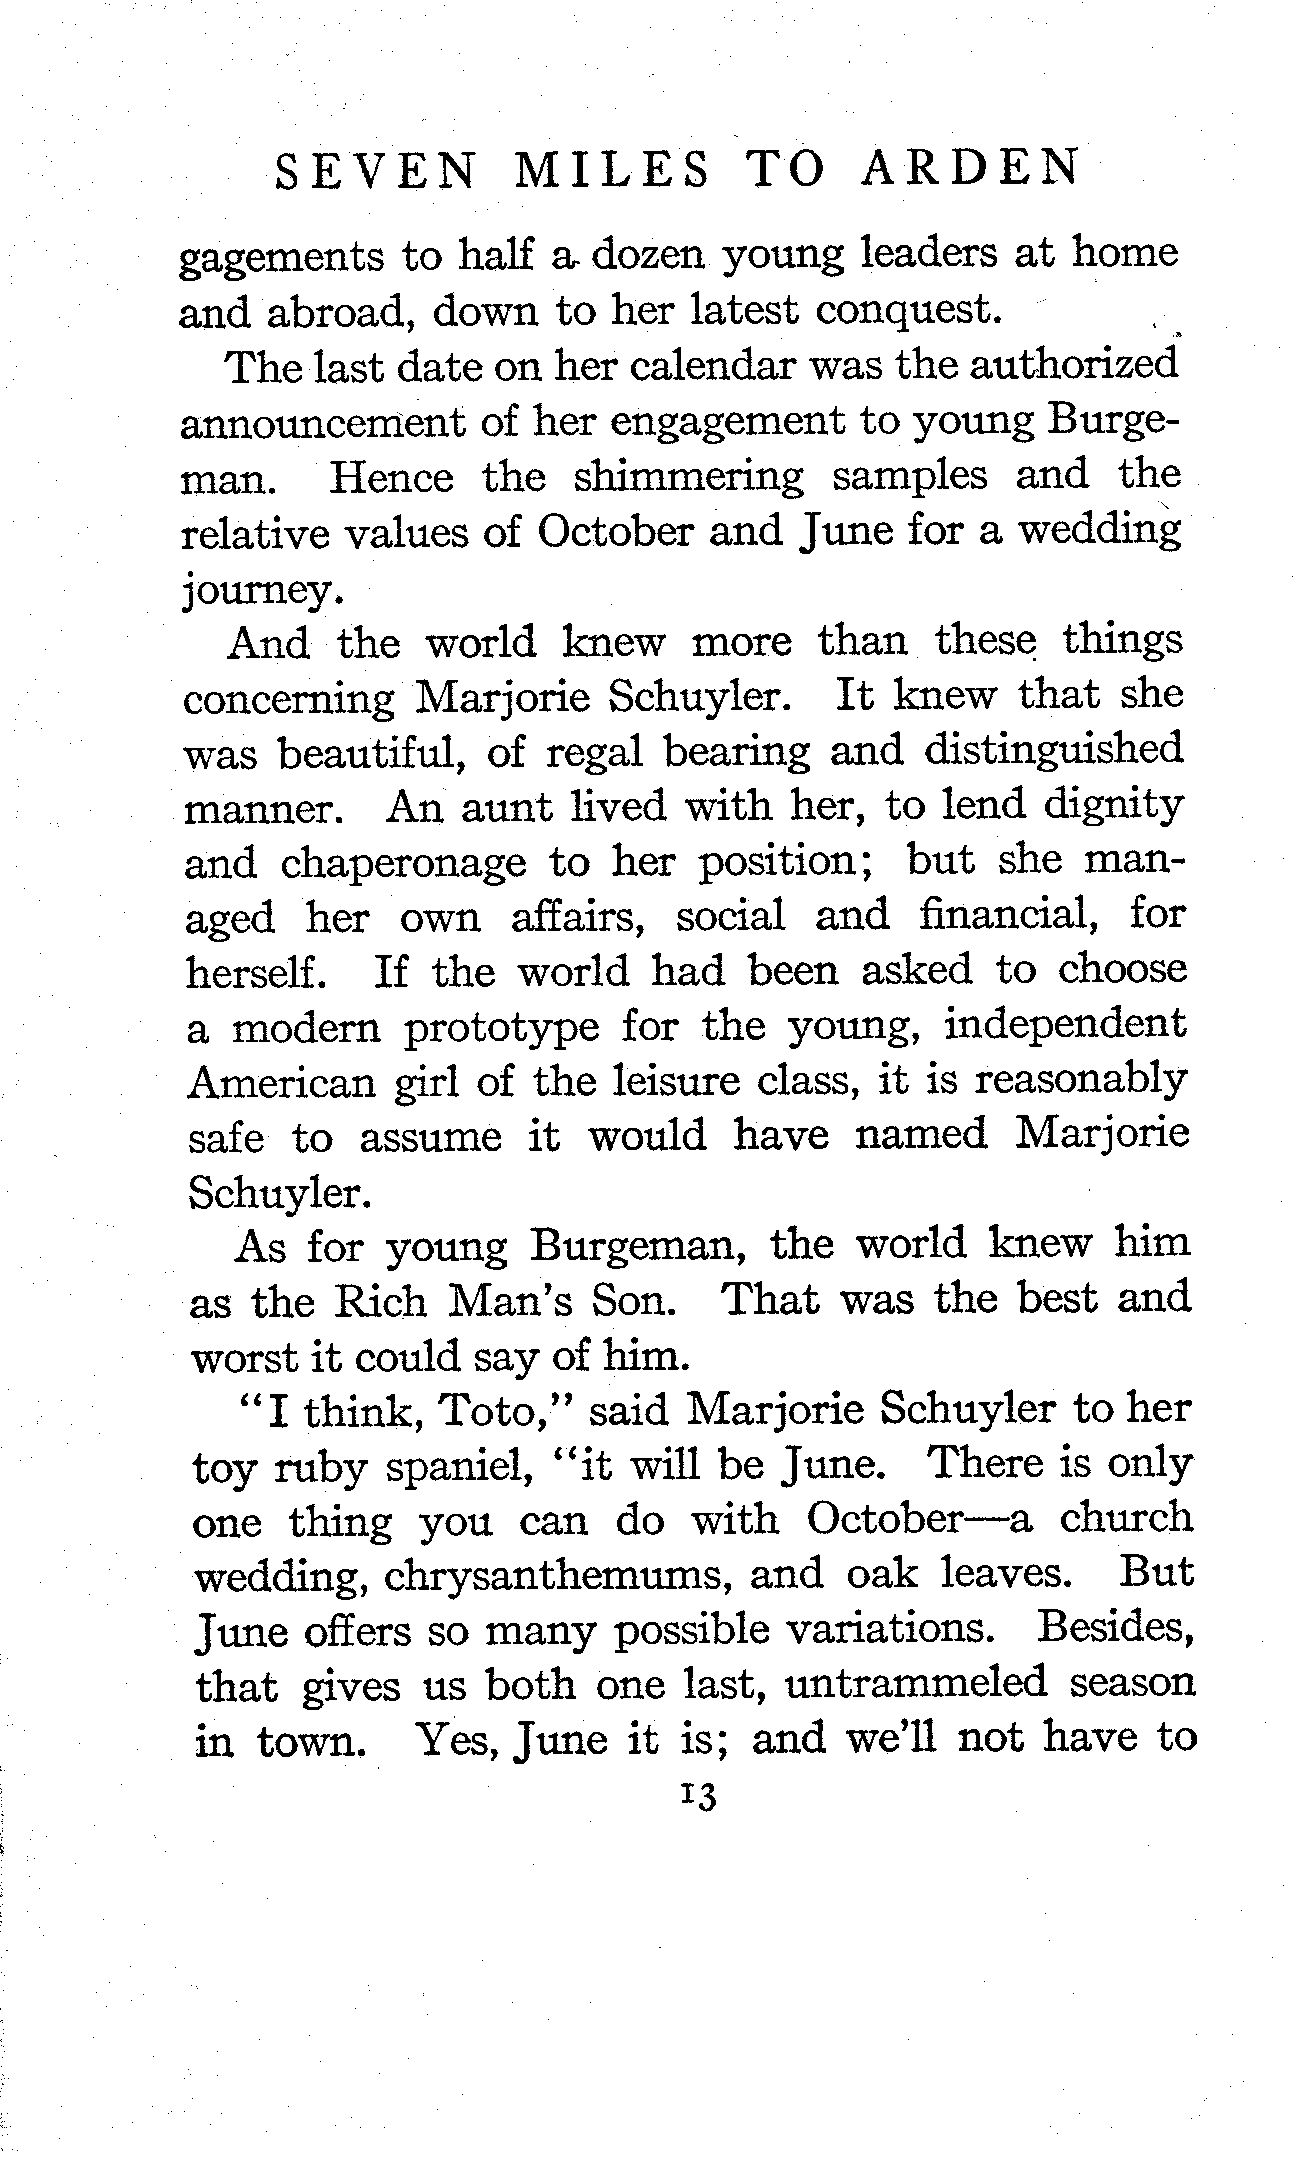 SEVEN MILES TO ARDEN
gagements to half a dozen young leaders at home
and abroad, down to her latest conquest.
The last date on her calendar was the authorized
announcement of her engagement to young Burge-
man. Hence the shimmering samples and the
relative values of October and June for a wedding
journey.
And the world knew more than these things
concerning Marjorie Schuyler. It knew that she
was beautiful, of regal bearing and distinguished
manner. An aunt lived with her, to lend dignity
and chaperonage to her position; but she man-
aged her own affairs, social and financial, for
herself. If the world had been asked to choose
a modern prototype for the young, independent
American girl of the leisure class, it is reasonably
safe to assume it would have named Marjorie
Schuyler.
As for young Burgeman, the world knew him
as the Rich Man's Son. That was the best and
worst it could say of him.
"I think, Toto," said Marjorie Schuyler to her
toy ruby spaniel, "it will be June. There is only
one thing you can do with October—a church
wedding, chrysanthemums, and oak leaves. But
June offers so many possible variations. Besides,
that gives us both one last, untrammeled season
in town. Yes, June it is; and we'll not have to
13